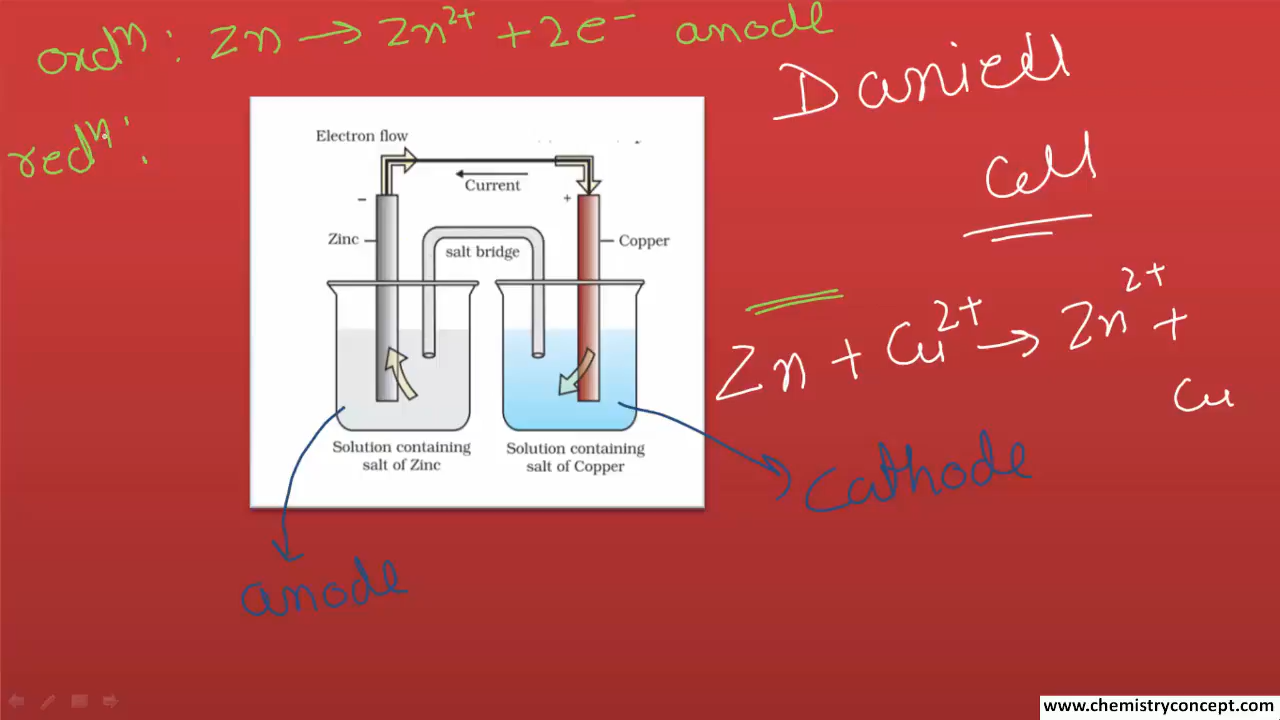 oxdⁿ: Zn → Zn²⁺ + 2e⁻ anode
redⁿ:
Daniell
Cell
Electron flow
Current
−
+
Zinc
salt bridge
Copper
Zn + Cu²⁺ → Zn²⁺ +
Cu
Solution containing
salt of Zinc
Solution containing
salt of Copper
Cathode
anode
www.chemistryconcept.com